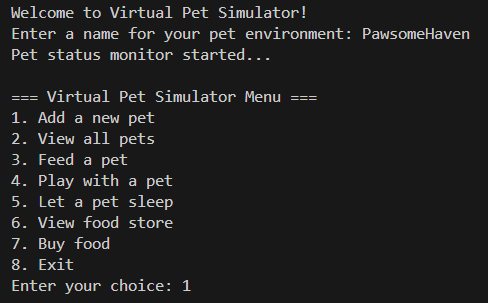 Welcome to Virtual Pet Simulator!
Enter a name for your pet environment: PawsomeHaven
Pet status monitor started...
=== Virtual Pet Simulator Menu ===
1. Add a new pet
2. View all pets
3. Feed a pet
4. Play with a pet
5. Let a pet sleep
6. View food store
7. Buy food
8. Exit
Enter your choice: 1